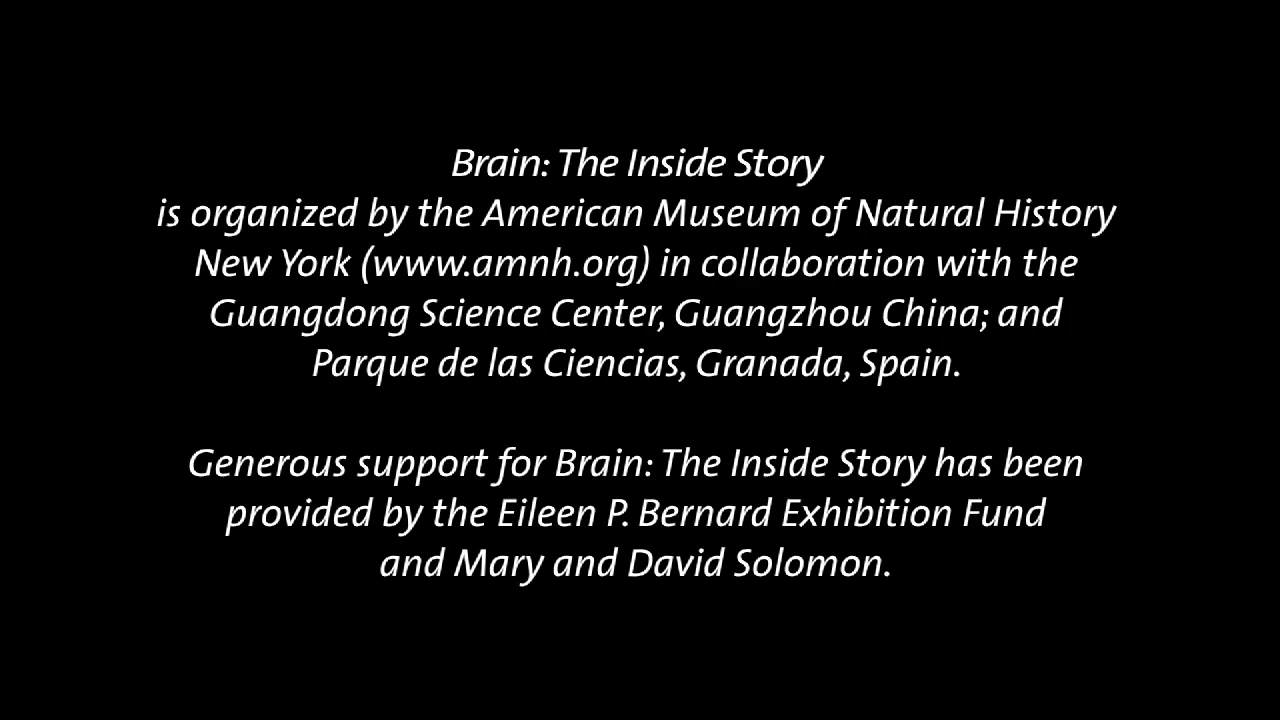 Brain: The Inside Story
is organized by the American Museum of Natural History
New York (www.amnh.org) in collaboration with the
Guangdong Science Center, Guangzhou China; and
Parque de las Ciencias, Granada, Spain.
Generous support for Brain: The Inside Story has been
provided by the Eileen P. Bernard Exhibition Fund
and Mary and David Solomon.